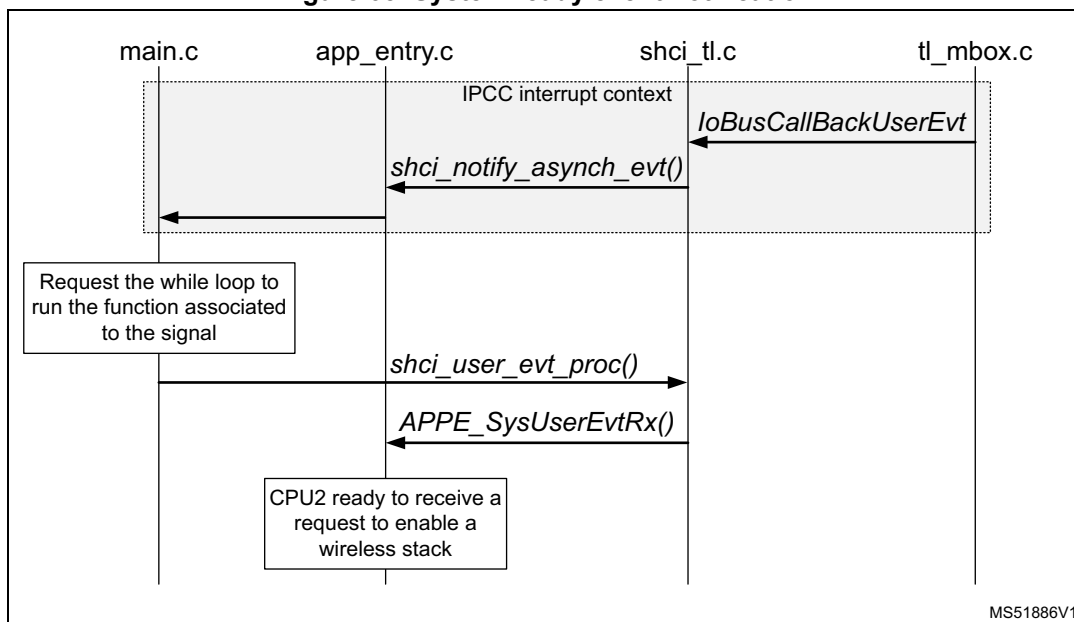 main.c app_entry.c shci_tl.c tl_mbox.c
IPCC interrupt context
IoBusCallBackUserEvt
shci_notify_asynch_evt()
Request the while loop to
run the function associated
to the signal
shci_user_evt_proc()
APPE_SysUserEvtRx()
CPU2 ready to receive a
request to enable a
wireless stack
MS51886V1